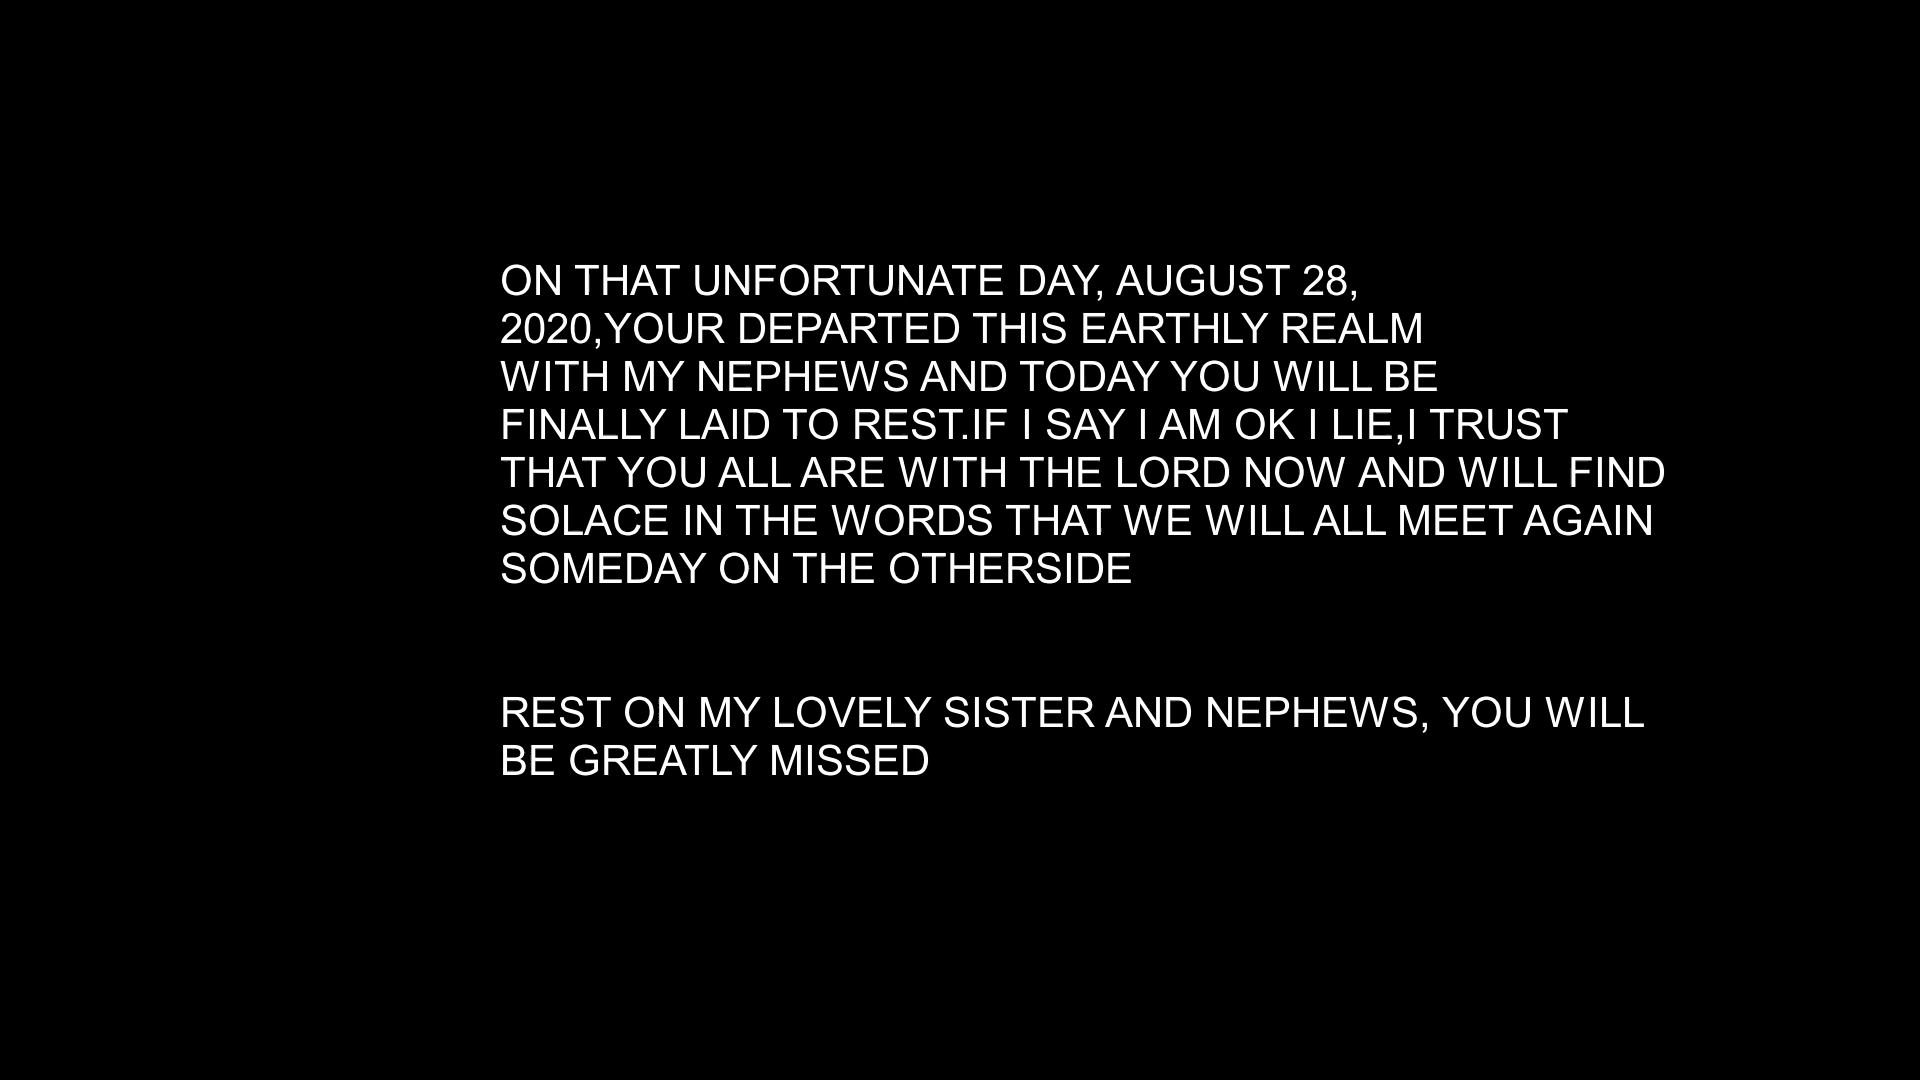 ON THAT UNFORTUNATE DAY, AUGUST 28,
2020,YOUR DEPARTED THIS EARTHLY REALM
WITH MY NEPHEWS AND TODAY YOU WILL BE
FINALLY LAID TO REST.IF I SAY I AM OK I LIE,I TRUST
THAT YOU ALL ARE WITH THE LORD NOW AND WILL FIND
SOLACE IN THE WORDS THAT WE WILL ALL MEET AGAIN
SOMEDAY ON THE OTHERSIDE
REST ON MY LOVELY SISTER AND NEPHEWS, YOU WILL
BE GREATLY MISSED